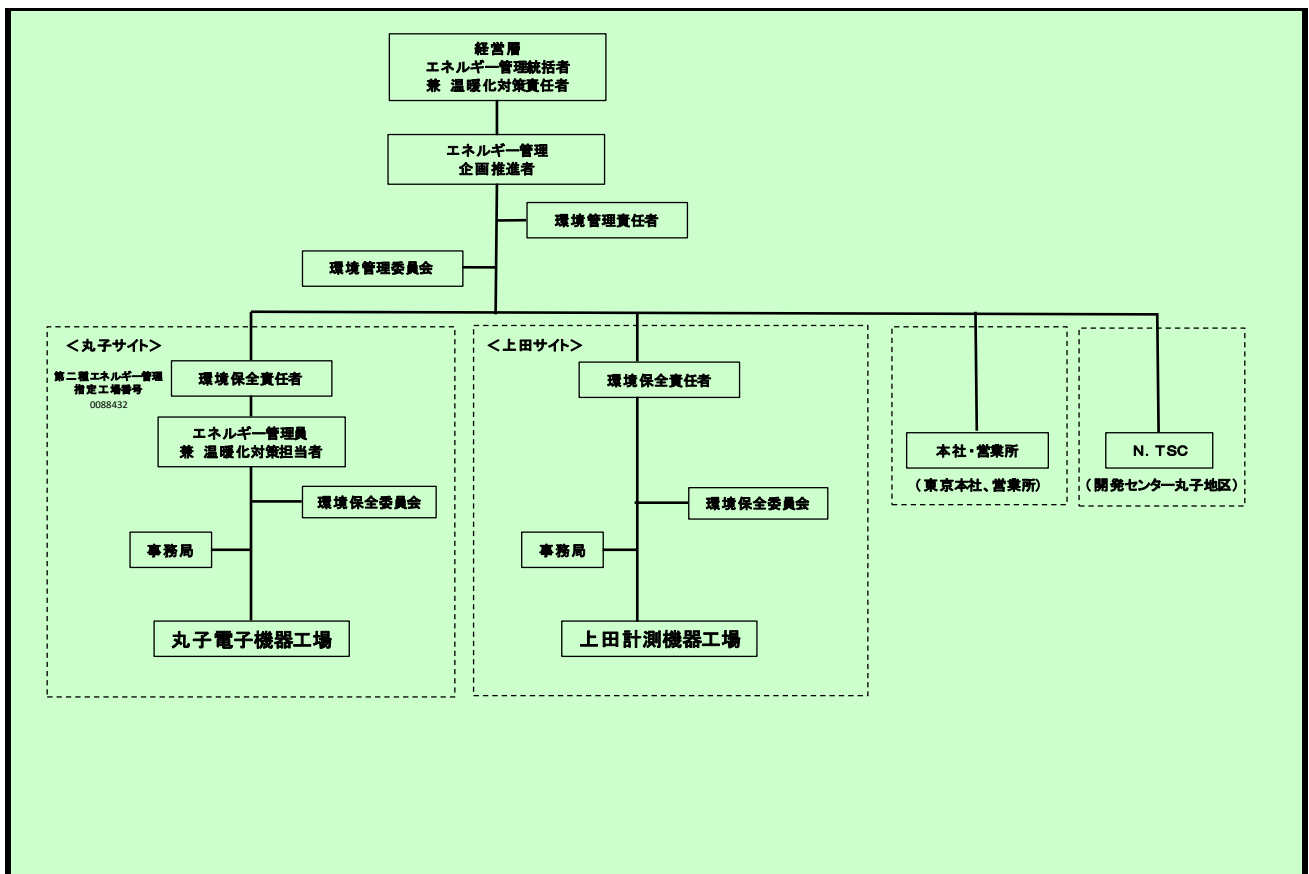 経営層
エネルギー管理統括者
兼 温暖化対策責任者
エネルギー管理
企画推進者
環境管理責任者
環境管理委員会
＜丸子サイト＞
第二種エネルギー管理
指定工場番号
0088432
環境保全責任者
エネルギー管理員
兼 温暖化対策担当者
環境保全委員会
事務局
丸子電子機器工場
＜上田サイト＞
環境保全責任者
環境保全委員会
事務局
上田計測機器工場
本社・営業所
（東京本社、営業所）
N. TSC
（開発センター丸子地区）